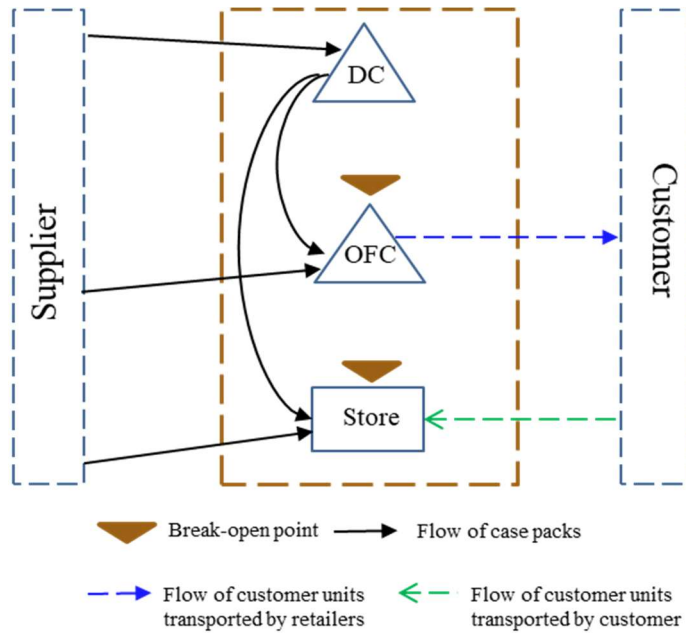 DC
Supplier
OFC
Customer
Store
Break-open point
Flow of case packs
Flow of customer units
transported by retailers
Flow of customer units
transported by customer